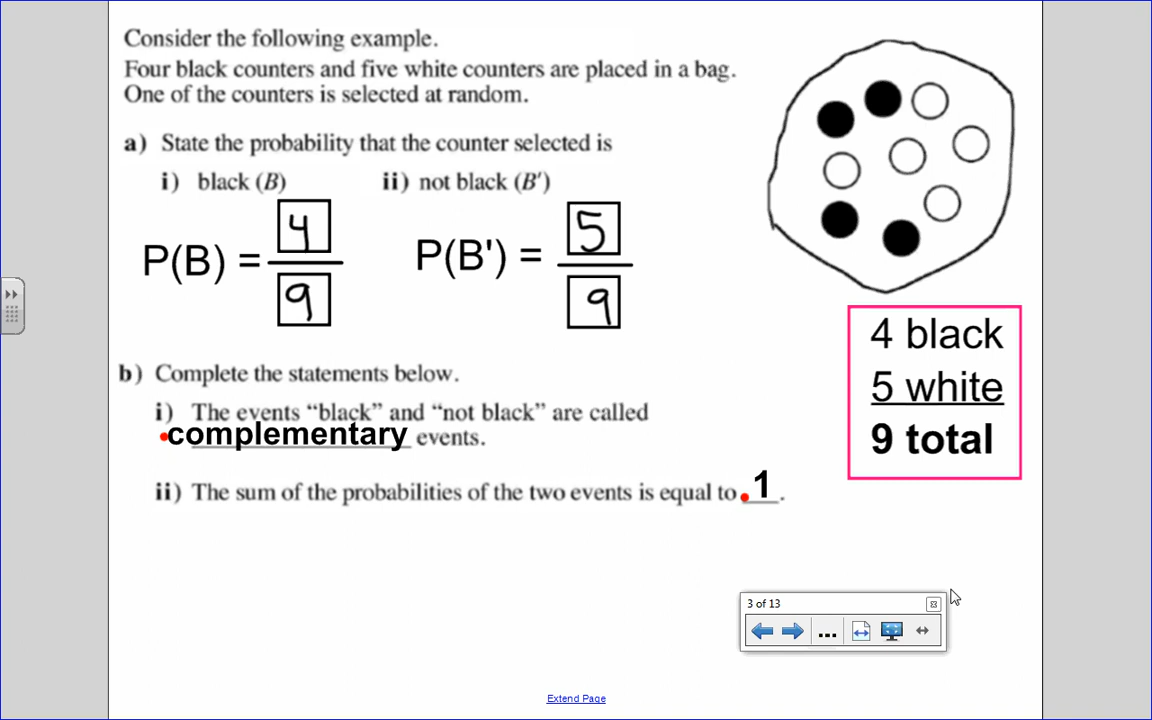 Consider the following example.
Four black counters and five white counters are placed in a bag.
One of the counters is selected at random.
a) State the probability that the counter selected is
i) black (B) ii) not black (B')
P(B) = 4/9 P(B') = 5/9
4 black
5 white
9 total
b) Complete the statements below.
i) The events “black” and “not black” are called
complementary events.
ii) The sum of the probabilities of the two events is equal to 1.
3 of 13
...
Extend Page